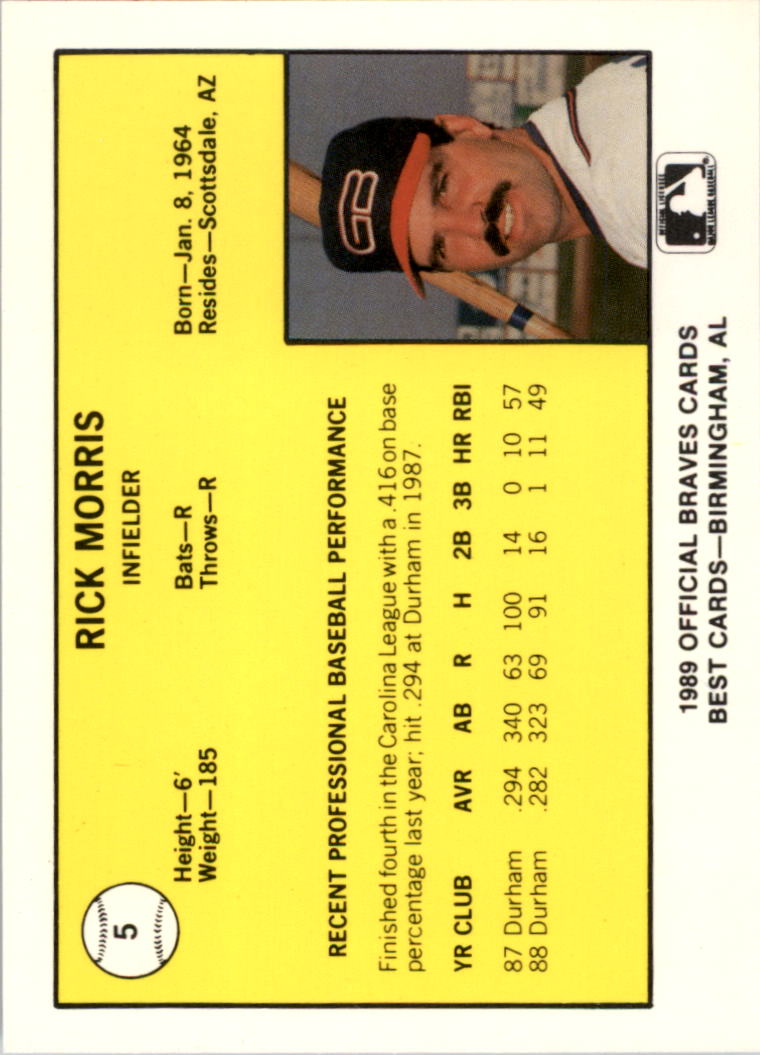 5
RICK MORRIS
INFIELDER
Height—6′ Bats—R Born—Jan. 8, 1964
Weight—185 Throws—R Resides—Scottsdale, AZ
RECENT PROFESSIONAL BASEBALL PERFORMANCE
Finished fourth in the Carolina League with a .416 on base
percentage last year; hit .294 at Durham in 1987.
YR CLUB AVR AB R H 2B 3B HR RBI
87 Durham .294 340 63 100 14 0 10 57
88 Durham .282 323 69 91 16 1 11 49
GB
1989 OFFICIAL BRAVES CARDS
BEST CARDS—BIRMINGHAM, AL